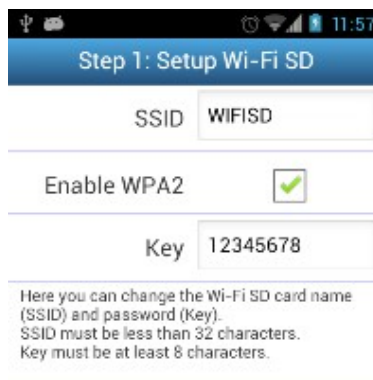 11:57
Step 1: Setup Wi-Fi SD
SSID WIFISD
Enable WPA2
Key 12345678
Here you can change the Wi-Fi SD card name
(SSID) and password (Key).
SSID must be less than 32 characters.
Key must be at least 8 characters.